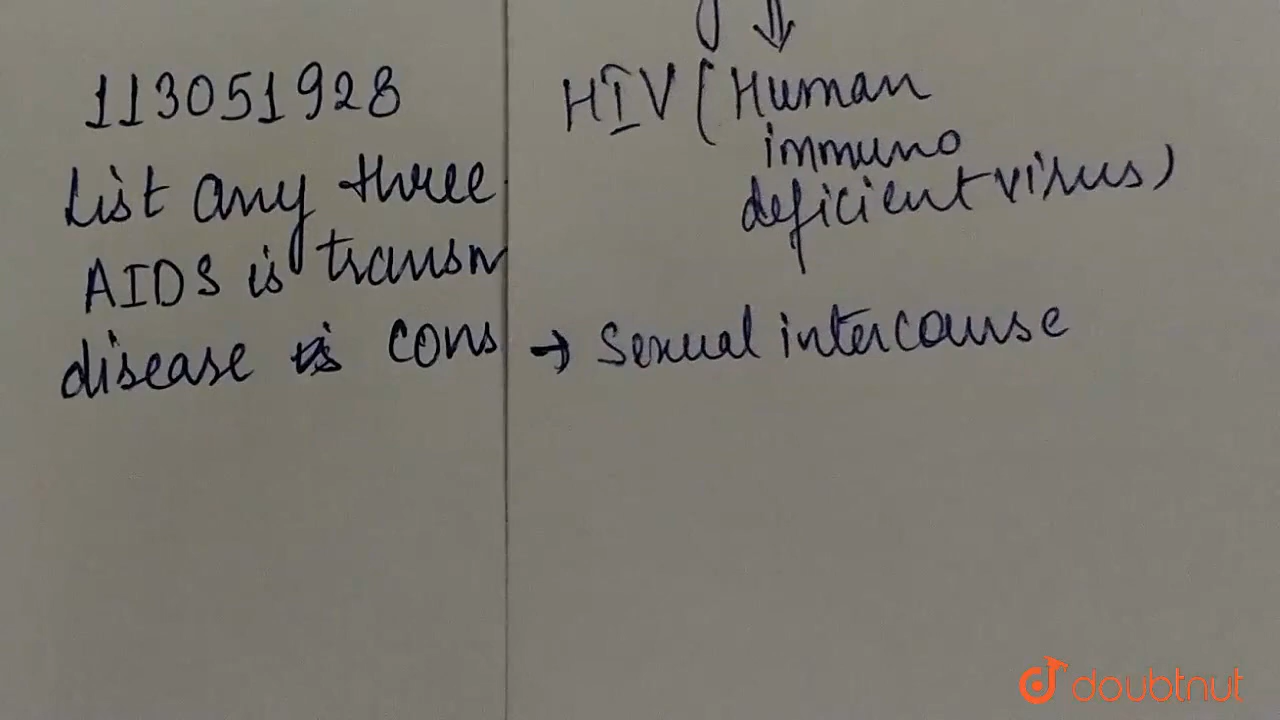 113051928
List any three
AIDS is transm
disease is cons
HIV (Human
immuno
deficient virus)
→ Sexual intercourse
doubtnut